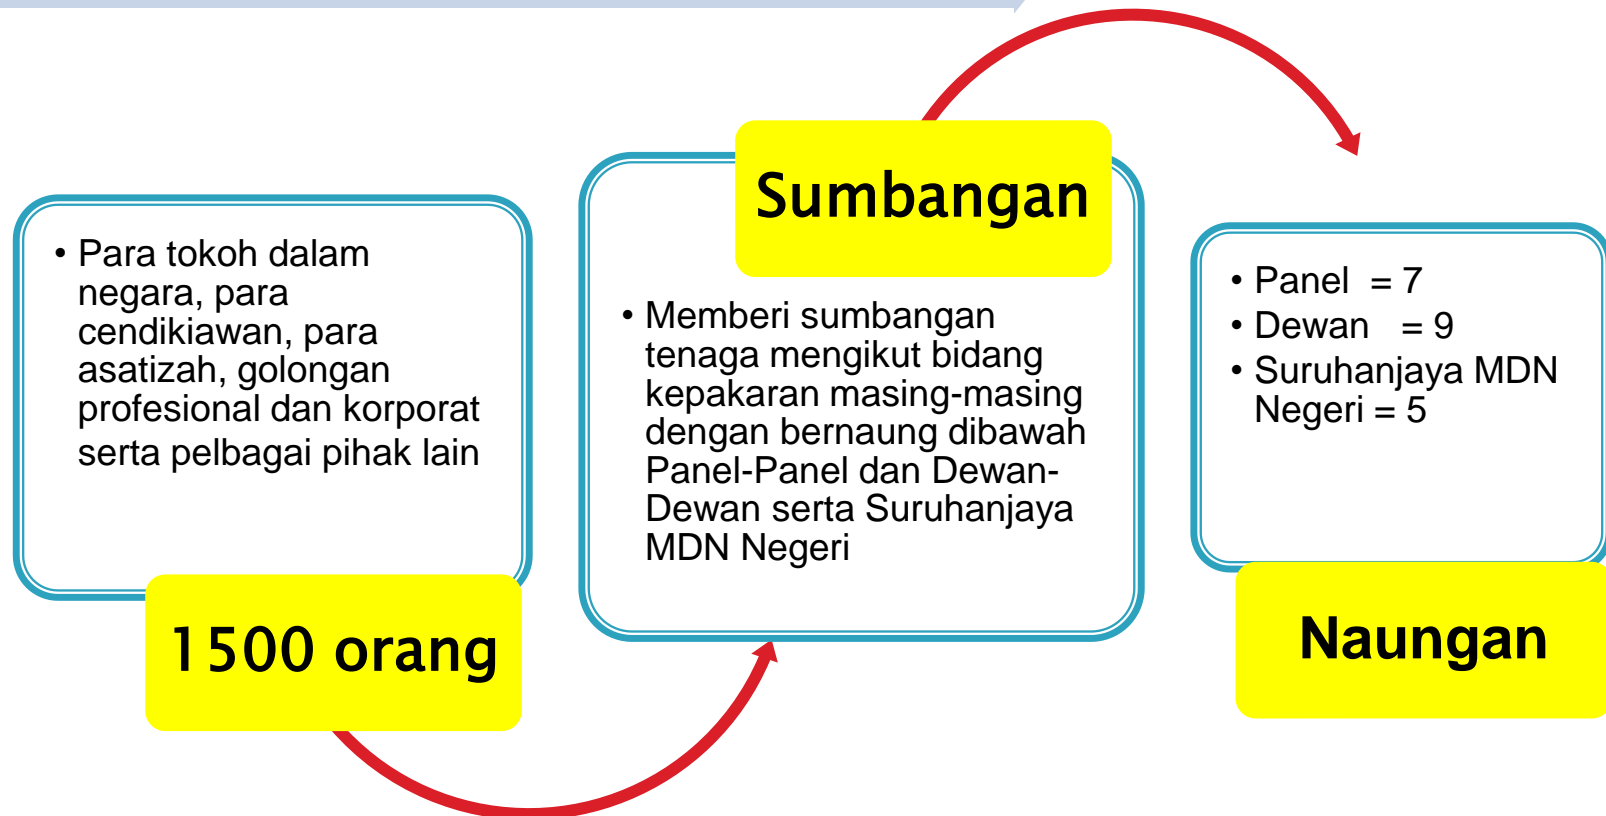 • Para tokoh dalam
negara, para
cendikiawan, para
asatizah, golongan
profesional dan korporat
serta pelbagai pihak lain
1500 orang
Sumbangan
• Memberi sumbangan
tenaga mengikut bidang
kepakaran masing-masing
dengan bernaung dibawah
Panel-Panel dan Dewan-
Dewan serta Suruhanjaya
MDN Negeri
• Panel = 7
• Dewan = 9
• Suruhanjaya MDN
Negeri = 5
Naungan